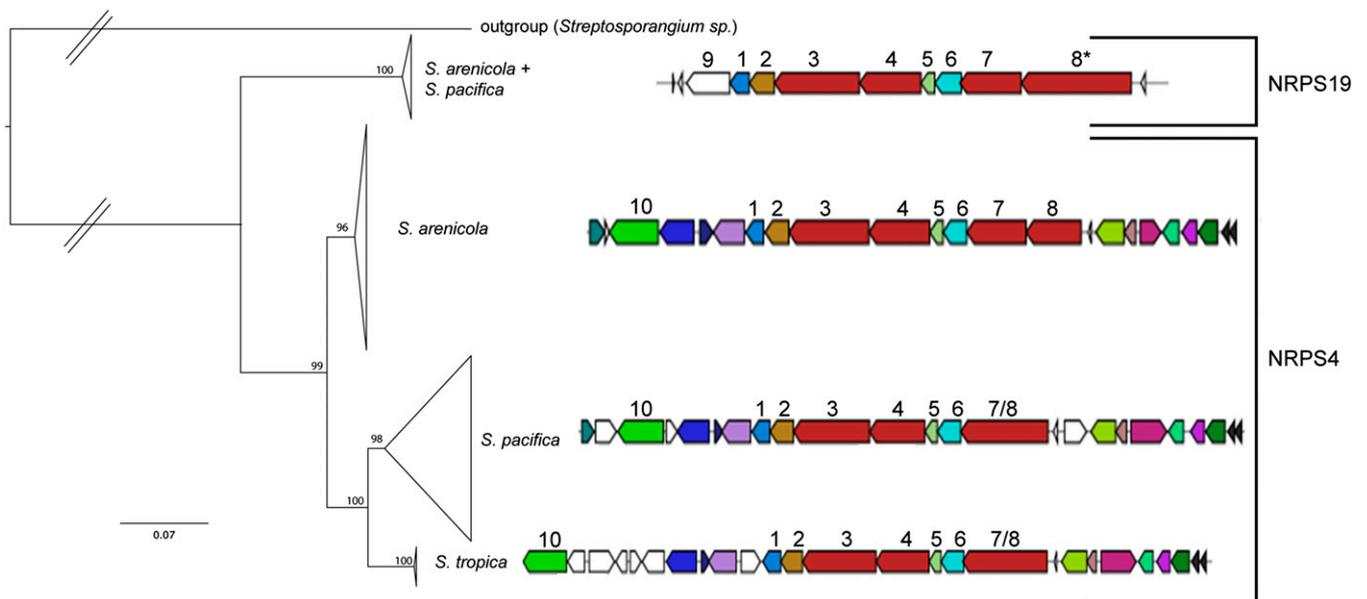 outgroup (Streptosporangium sp.)
100
S. arenicola +
S. pacifica
9 1 2 3 4 5 6 7 8*
NRPS19
96
S. arenicola
10 1 2 3 4 5 6 7 8
99
NRPS4
98
S. pacifica
10 1 2 3 4 5 6 7/8
100
0.07
100
S. tropica
10 1 2 3 4 5 6 7/8